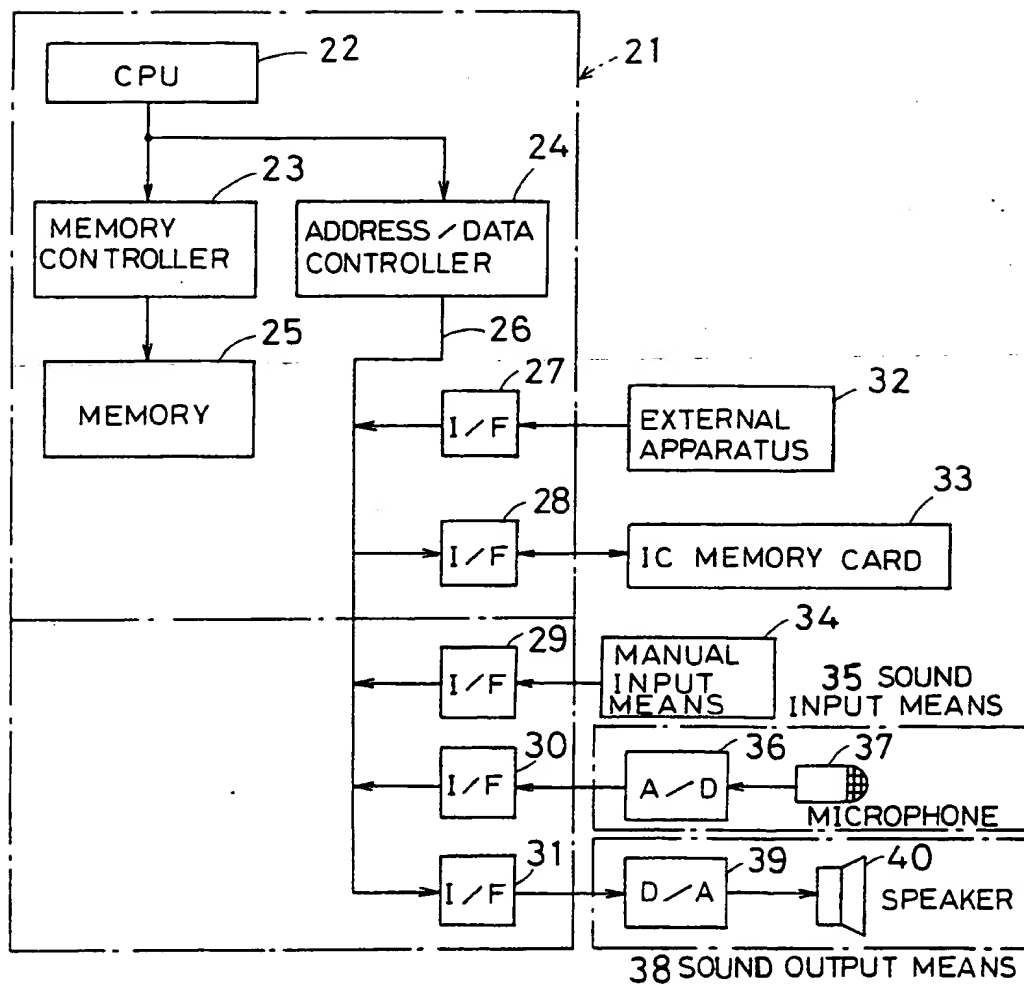 22
CPU
21
23
24
MEMORY
CONTROLLER
ADDRESS/DATA
CONTROLLER
25
26
MEMORY
27
I/F
32
EXTERNAL
APPARATUS
28
I/F
33
IC MEMORY CARD
29
I/F
34
MANUAL
INPUT
MEANS
35 SOUND
INPUT MEANS
30
I/F
36
A/D
37
MICROPHONE
31
I/F
39
D/A
40
SPEAKER
38 SOUND OUTPUT MEANS